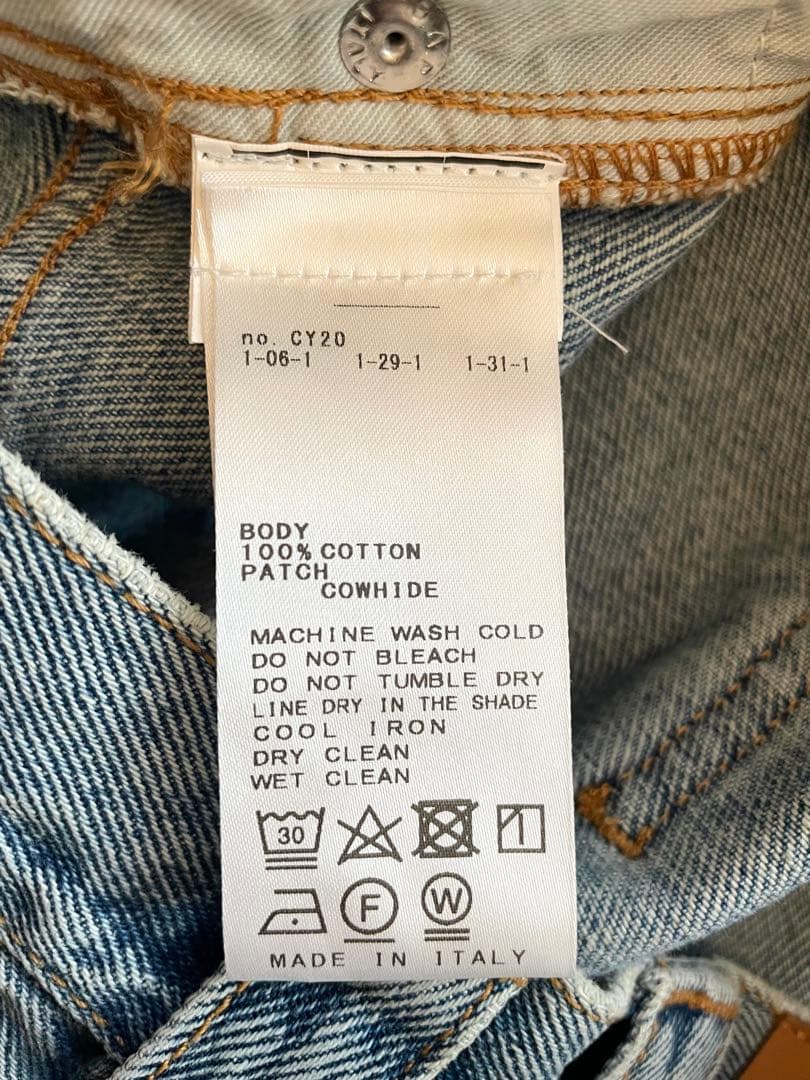 no. CY20
1-06-1 1-29-1 1-31-1
BODY
100% COTTON
PATCH
COWHIDE
MACHINE WASH COLD
DO NOT BLEACH
DO NOT TUMBLE DRY
LINE DRY IN THE SHADE
COOL IRON
DRY CLEAN
WET CLEAN
30
F W
MADE IN ITALY